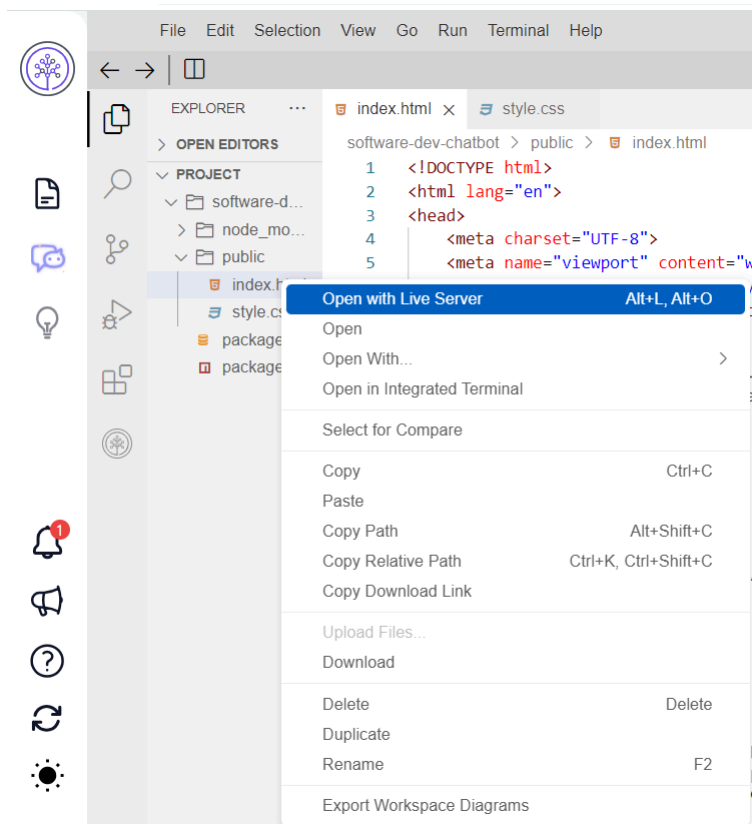 File Edit Selection View Go Run Terminal Help
EXPLORER ··· index.html × style.css
> OPEN EDITORS
software-dev-chatbot > public > index.html
PROJECT
software-d...
node_mo...
public
index.h
style.cs
package
package
1 <!DOCTYPE html>
2 <html lang="en">
3 <head>
4 <meta charset="UTF-8">
5 <meta name="viewport" content="w
Open with Live Server Alt+L, Alt+O
Open
Open With...
Open in Integrated Terminal
Select for Compare
Copy Ctrl+C
Paste
Copy Path Alt+Shift+C
Copy Relative Path Ctrl+K, Ctrl+Shift+C
Copy Download Link
Upload Files...
Download
Delete Delete
Duplicate
Rename F2
Export Workspace Diagrams
1